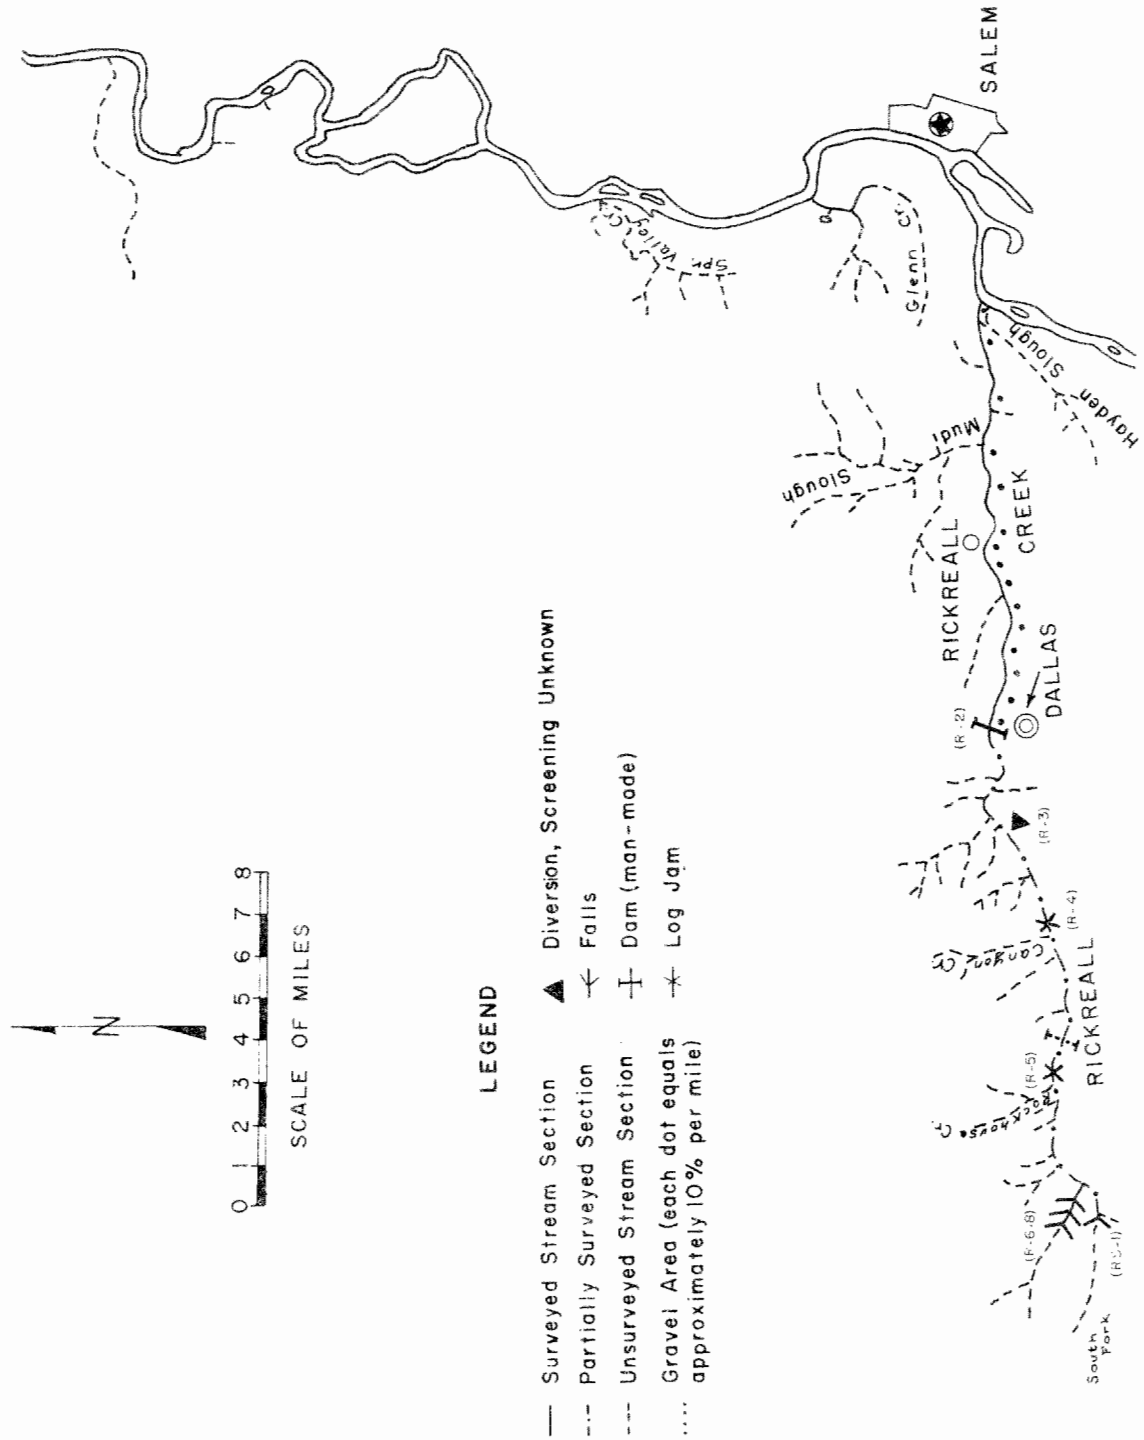 N
0 1 2 3 4 5 6 7 8
SCALE OF MILES
LEGEND
Surveyed Stream Section
Partially Surveyed Section
Unsurveyed Stream Section
Gravel Area (each dot equals
approximately 10% per mile)
Diversion, Screening Unknown
Falls
Dam (man-made)
Log Jam
SALEM
Spr. Valley Cr.
Glenn Cr.
Hayden
Slough
Mud
Slough
RICKREALL
CREEK
DALLAS
(R-2)
(R-3)
(R-4)
Canyon Cr.
RICKREALL
(R-5)
Rockhouse Cr.
(R-6-8)
(RS-1)
South
Fork